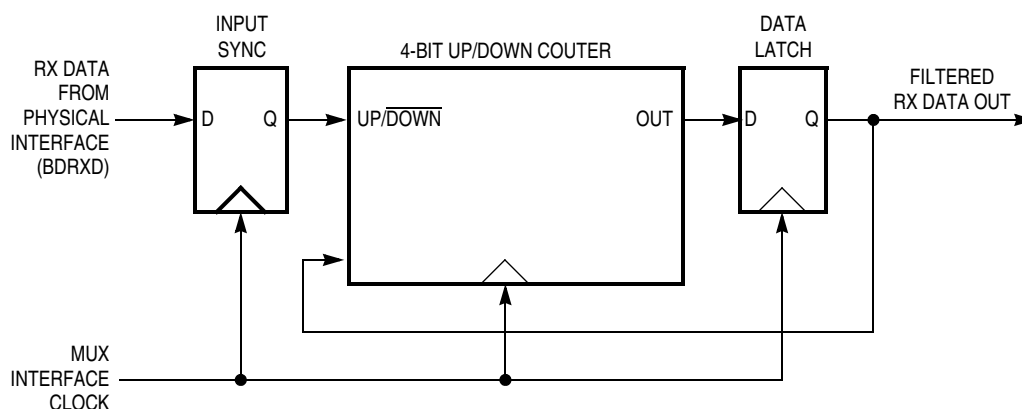 INPUT
SYNC
4-BIT UP/DOWN COUTER
DATA
LATCH
RX DATA
FROM
PHYSICAL
INTERFACE
(BDRXD)
D
Q
UP/DOWN
OUT
D
Q
FILTERED
RX DATA OUT
MUX
INTERFACE
CLOCK